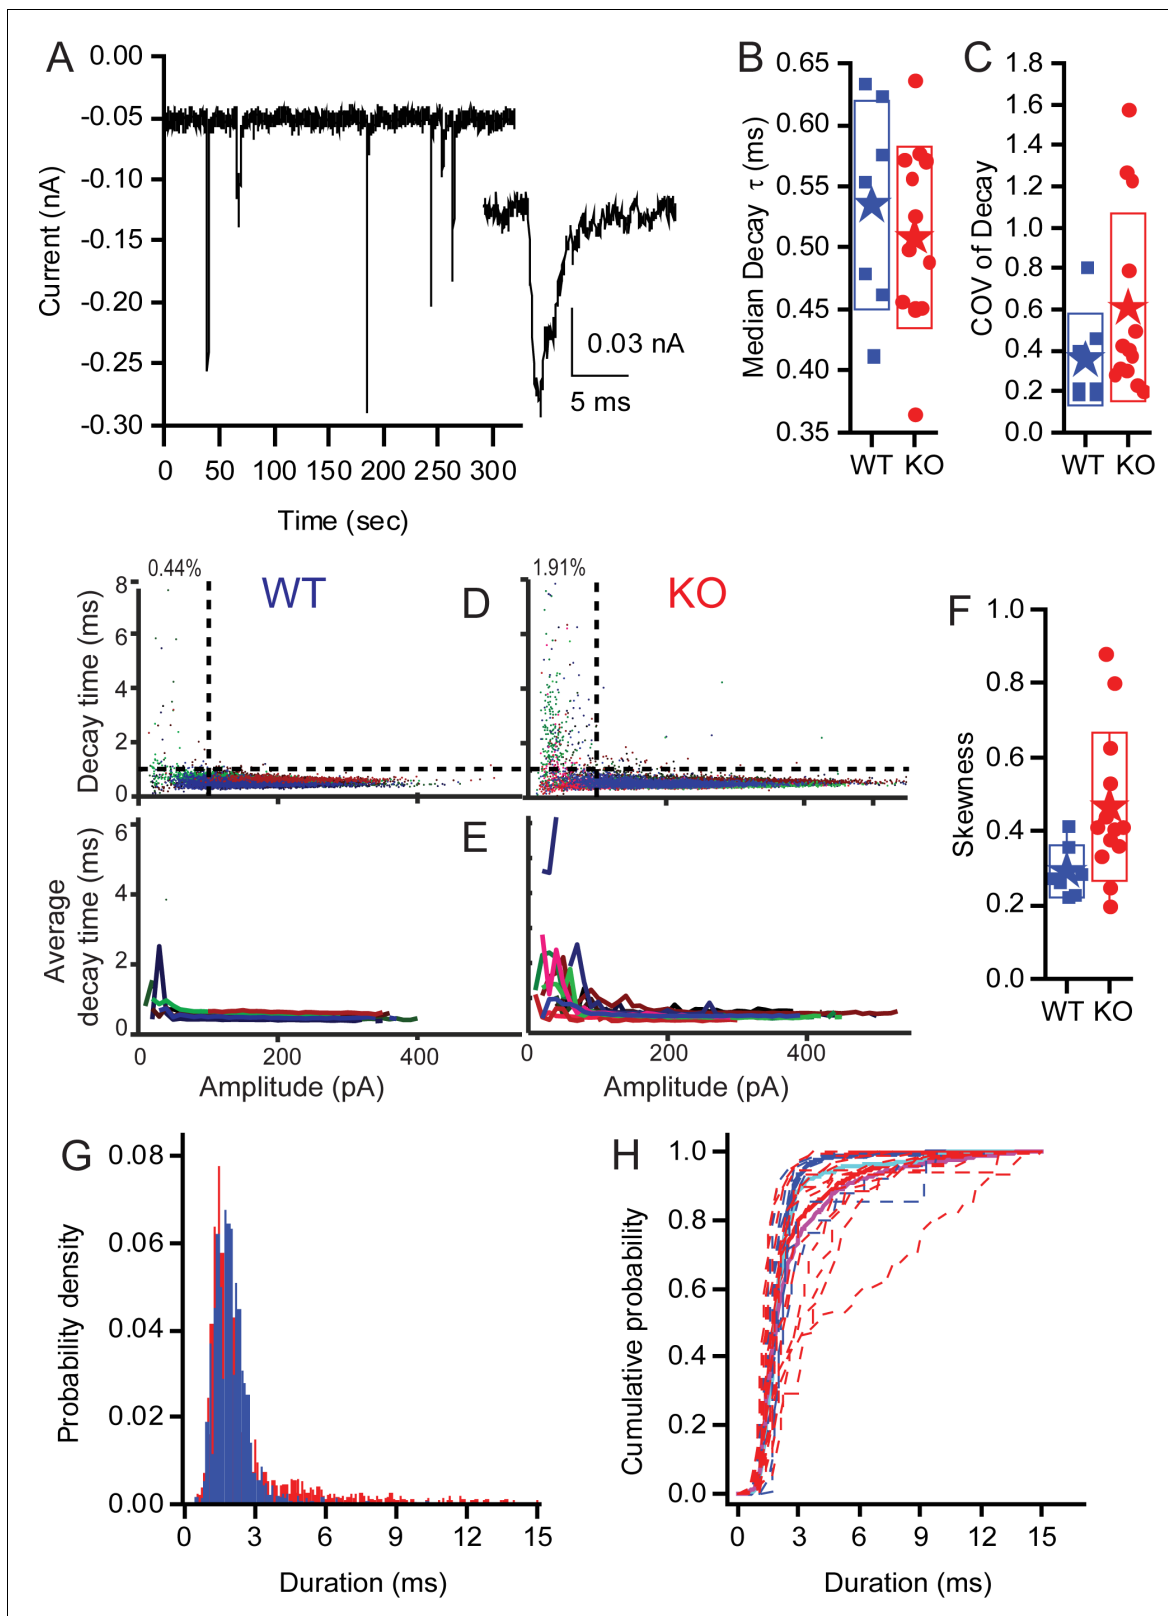 A
0.00
-0.05
-0.10
-0.15
-0.20
-0.25
-0.30
Current (nA)
0 50 100 150 200 250 300
Time (sec)
0.03 nA
5 ms
B
0.65
0.60
0.55
0.50
0.45
0.40
0.35
Median Decay τ (ms)
WT KO
C
1.8
1.6
1.4
1.2
1.0
0.8
0.6
0.4
0.2
0.0
COV of Decay
WT KO
0.44%
WT
D
1.91%
KO
8
6
4
2
0
Decay time (ms)
E
6
4
2
0
Average
decay time (ms)
0 200 400
Amplitude (pA)
0 200 400
Amplitude (pA)
F
1.0
0.8
0.6
0.4
0.2
0.0
Skewness
WT KO
G
0.08
0.06
0.04
0.02
0.00
Probability density
0 3 6 9 12 15
Duration (ms)
H
1.0
0.8
0.6
0.4
0.2
0.0
Cumulative probability
0 3 6 9 12 15
Duration (ms)